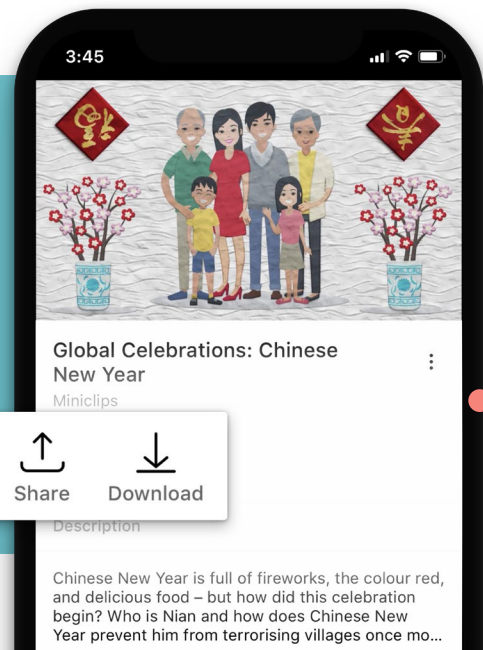 3:45
福
春
Global Celebrations: Chinese
New Year
Miniclips
Share
Download
Description
Chinese New Year is full of fireworks, the colour red,
and delicious food – but how did this celebration
begin? Who is Nian and how does Chinese New
Year prevent him from terrorising villages once mo...